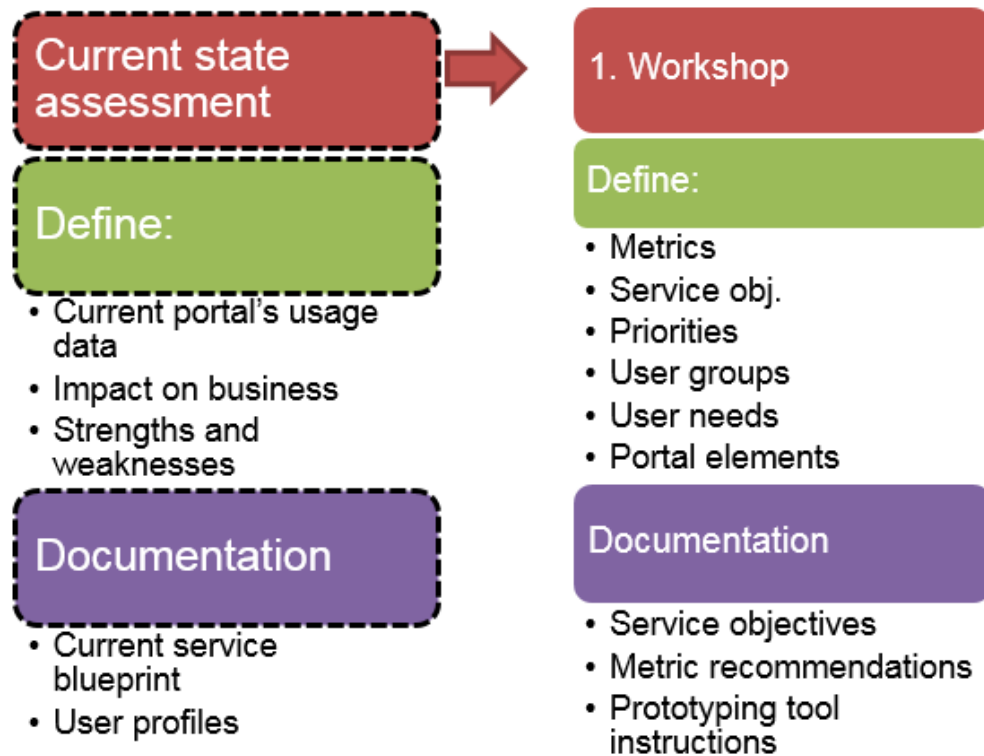 Current state
assessment
Define:
• Current portal's usage
data
• Impact on business
• Strengths and
weaknesses
Documentation
• Current service
blueprint
• User profiles
1. Workshop
Define:
• Metrics
• Service obj.
• Priorities
• User groups
• User needs
• Portal elements
Documentation
• Service objectives
• Metric recommendations
• Prototyping tool
instructions